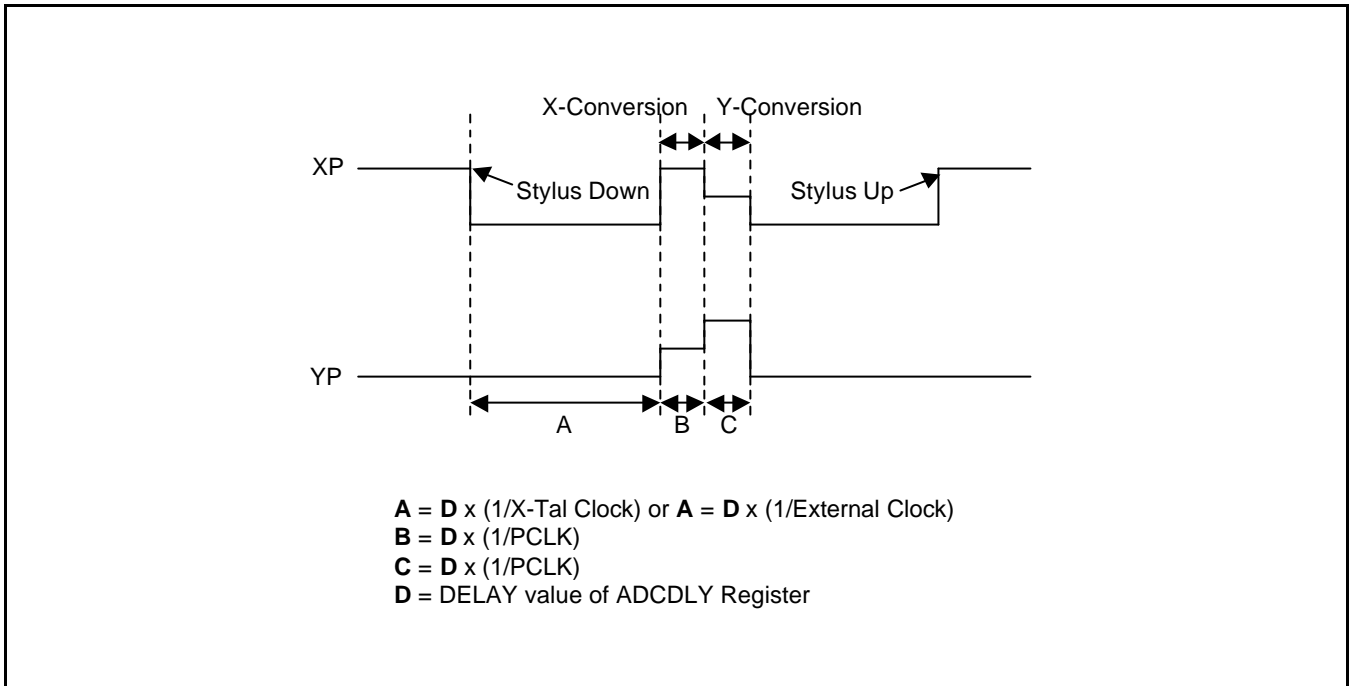 X-Conversion Y-Conversion
XP
Stylus Down
Stylus Up
YP
A
B
C
A = D x (1/X-Tal Clock) or A = D x (1/External Clock)
B = D x (1/PCLK)
C = D x (1/PCLK)
D = DELAY value of ADCDLY Register